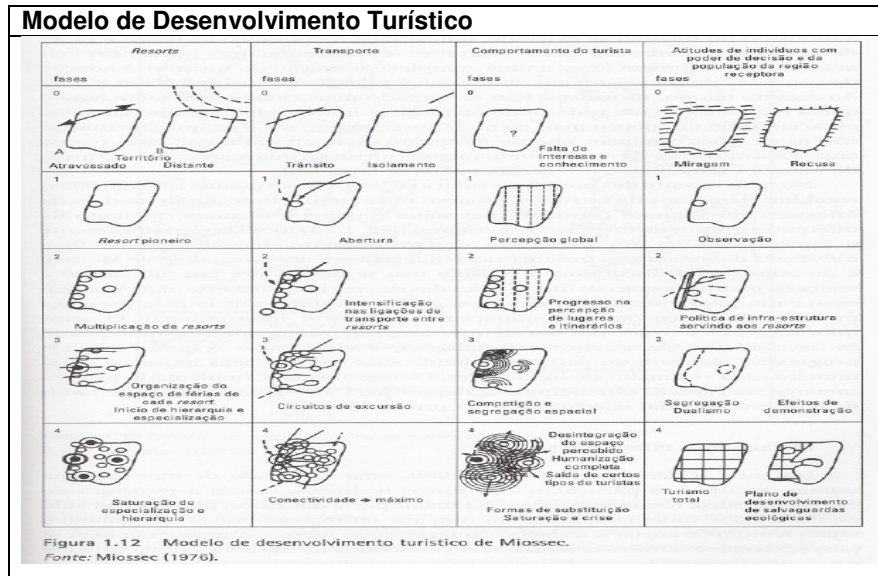 Modelo de Desenvolvimento Turístico
Resorts
Transporte
Comportamento do turista
Atitudes de indivíduos com
poder de decisão e da
população da região
receptora
fases
fases
fases
fases
0
A
B
Território
Atravessado
Distante
0
Trânsito
Isolamento
0
?
Falta de
interesse e
conhecimento
0
Miragem
Recusa
1
Resort pioneiro
1
Abertura
1
Percepção global
1
Observação
2
Multiplicação de resorts
2
Intensificação
nas ligações de
transporte entre
resorts
2
Progresso na
percepção
de lugares
e itinerários
2
Política de infra-estrutura
servindo aos resorts
3
Organização do
espaço de férias de
cada resort.
Início de hierarquia e
especialização
3
Circuitos de excursão
3
Competição e
segregação espacial
3
Segregação
Dualismo
Efeitos de
demonstração
4
Saturação de
especialização e
hierarquia
4
Conectividade → máximo
4
Desintegração
do espaço
percebido
Humanização
completa
Saída de certos
tipos de turistas
Formas de substituição
Saturação e crise
4
Turismo
total
Plano de
desenvolvimento
de salvaguardas
ecológicas
Figura 1.12 Modelo de desenvolvimento turístico de Miossec.
Fonte: Miossec (1976).